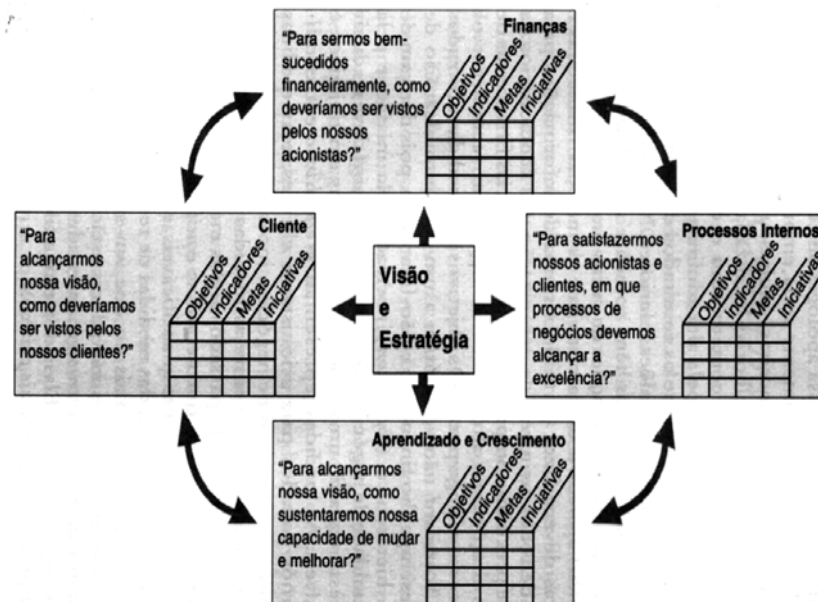 Finanças
"Para sermos bem-
sucedidos
financeiramente, como
deveríamos ser vistos
pelos nossos
acionistas?"
Objetivos
Indicadores
Metas
Iniciativas
Cliente
"Para
alcançarmos
nossa visão,
como deveríamos
ser vistos pelos
nossos clientes?"
Objetivos
Indicadores
Metas
Iniciativas
Visão
e
Estratégia
Processos Internos
"Para satisfazermos
nossos acionistas e
clientes, em que
processos de
negócios devemos
alcançar a
excelência?"
Objetivos
Indicadores
Metas
Iniciativas
Aprendizado e Crescimento
"Para alcançarmos
nossa visão, como
sustentaremos nossa
capacidade de mudar
e melhorar?"
Objetivos
Indicadores
Metas
Iniciativas